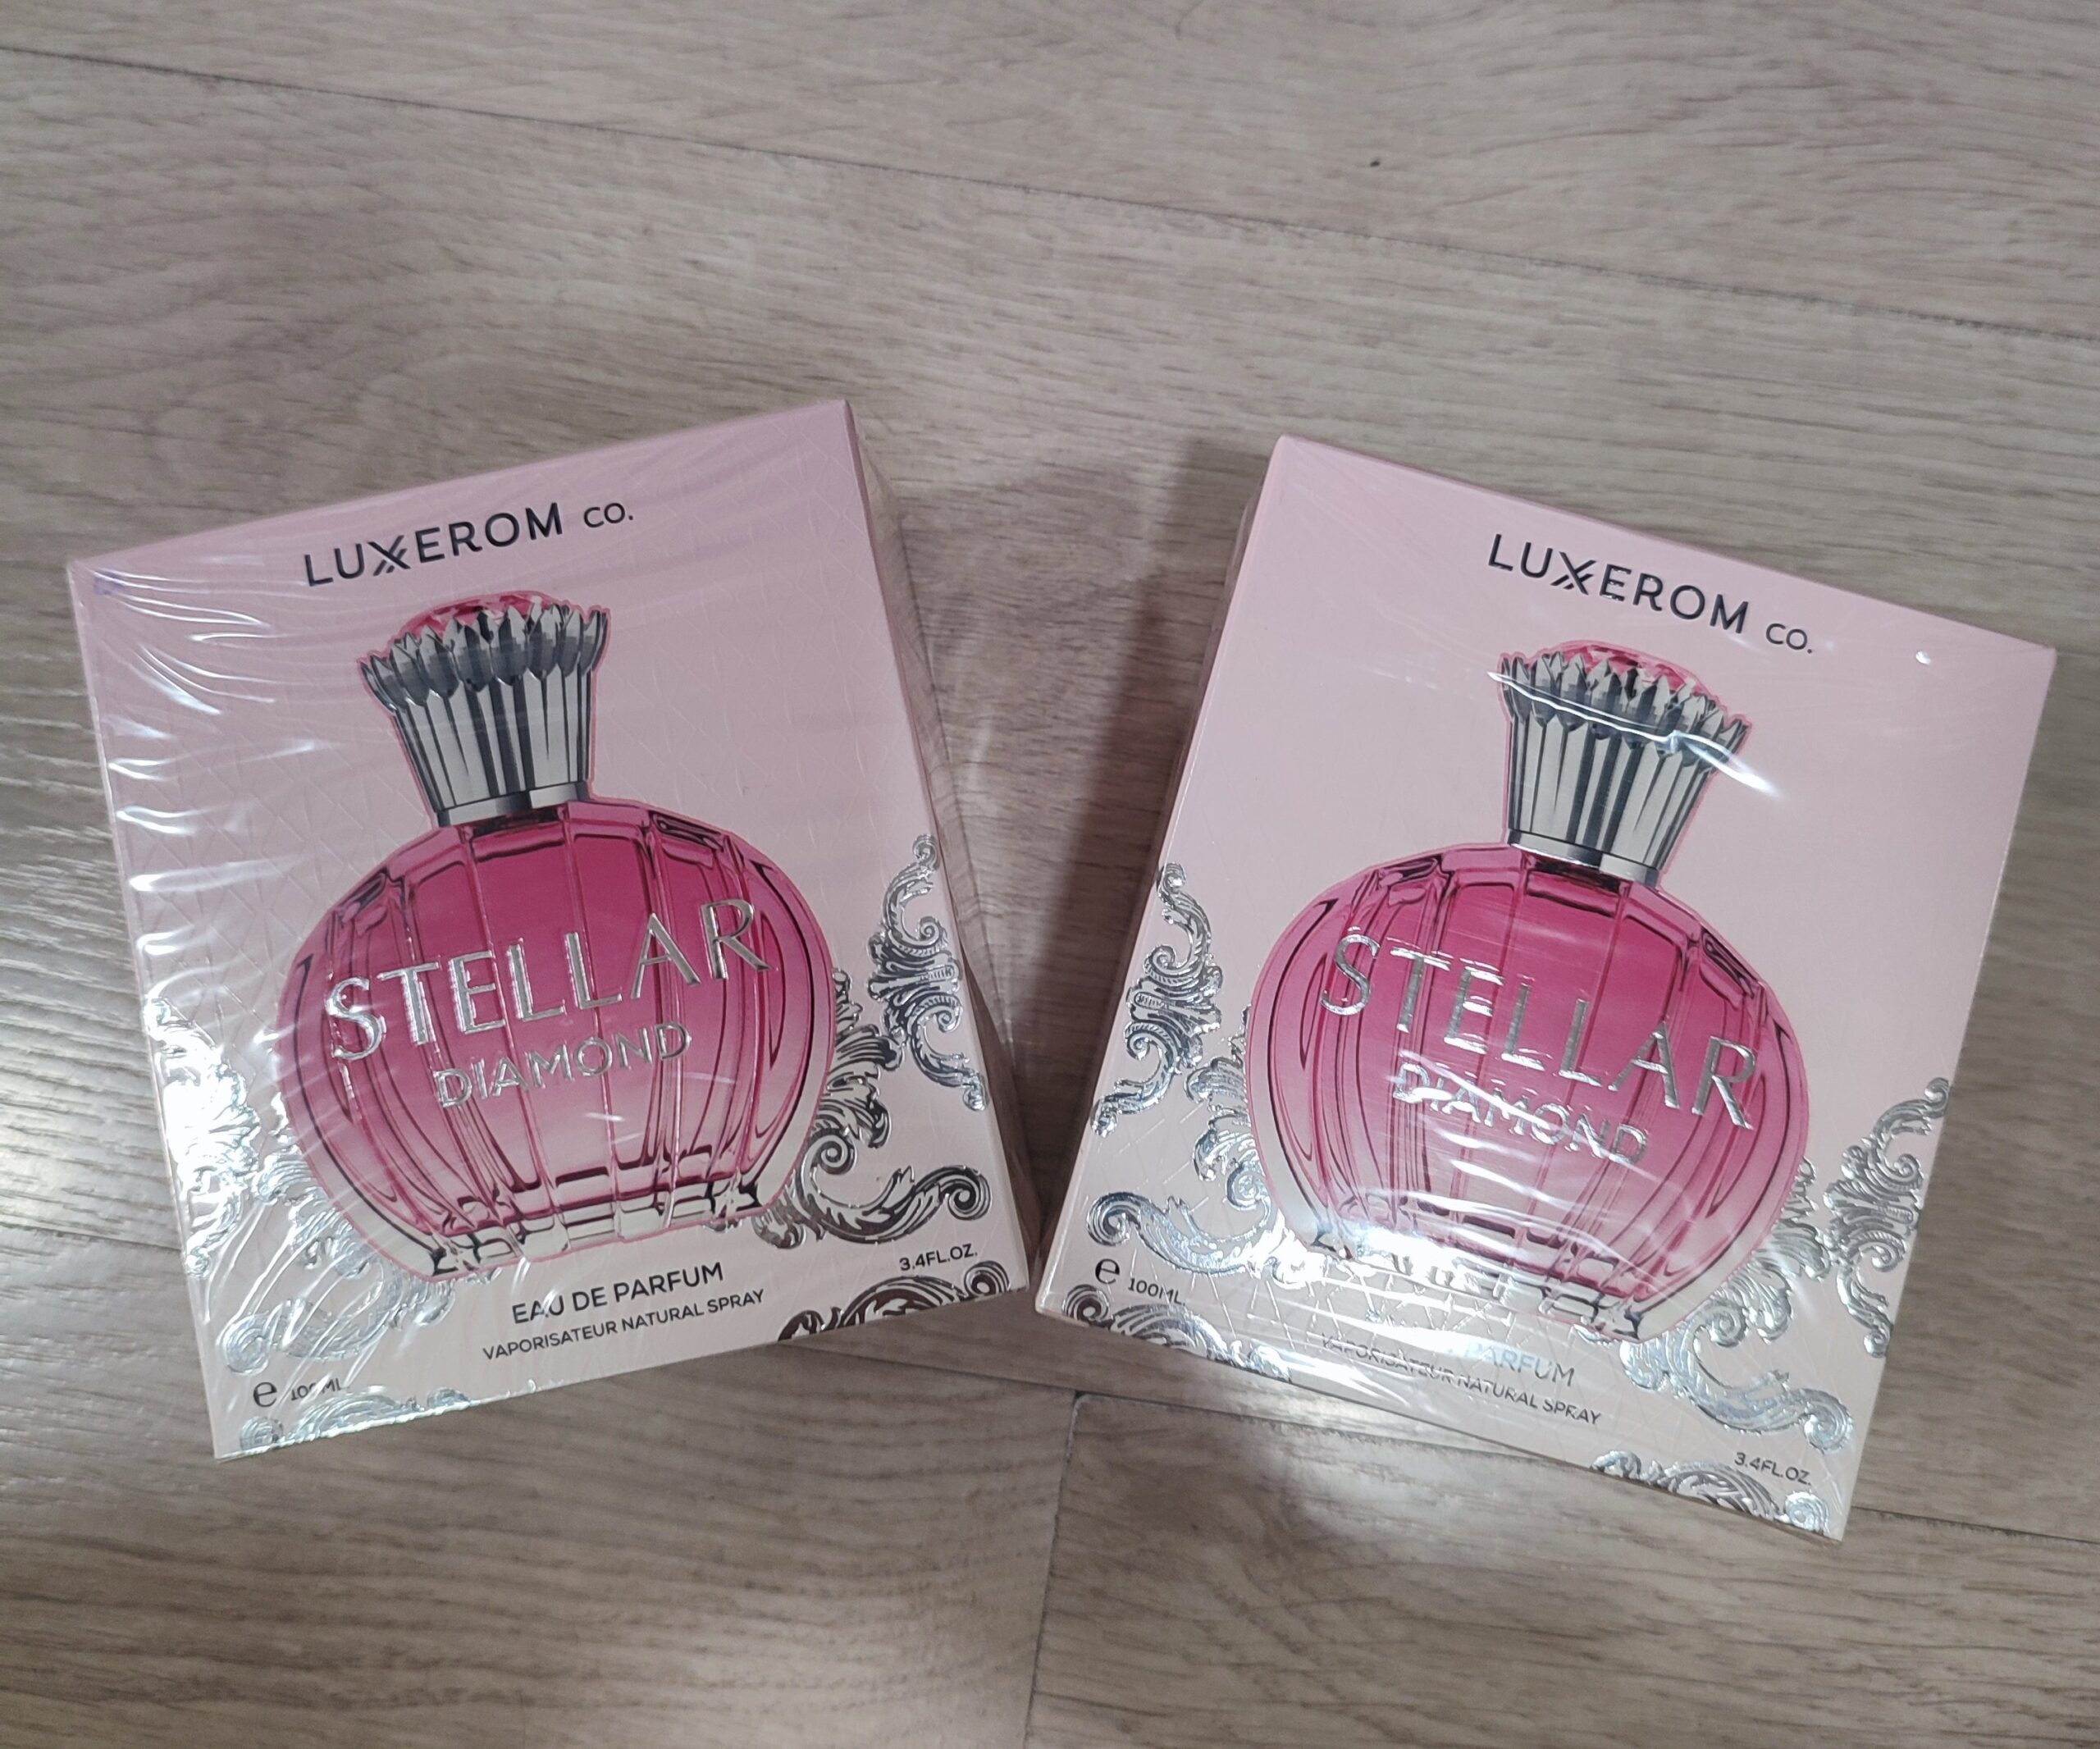 LUXEROM CO.
STELLAR
DIAMOND
EAU DE PARFUM
VAPORISATEUR NATURAL SPRAY
e 100ML
3.4FL.OZ.
LUXEROM CO.
STELLAR
DIAMOND
PARFUM
VAPORISATEUR NATURAL SPRAY
e 100ML
3.4FL.OZ.